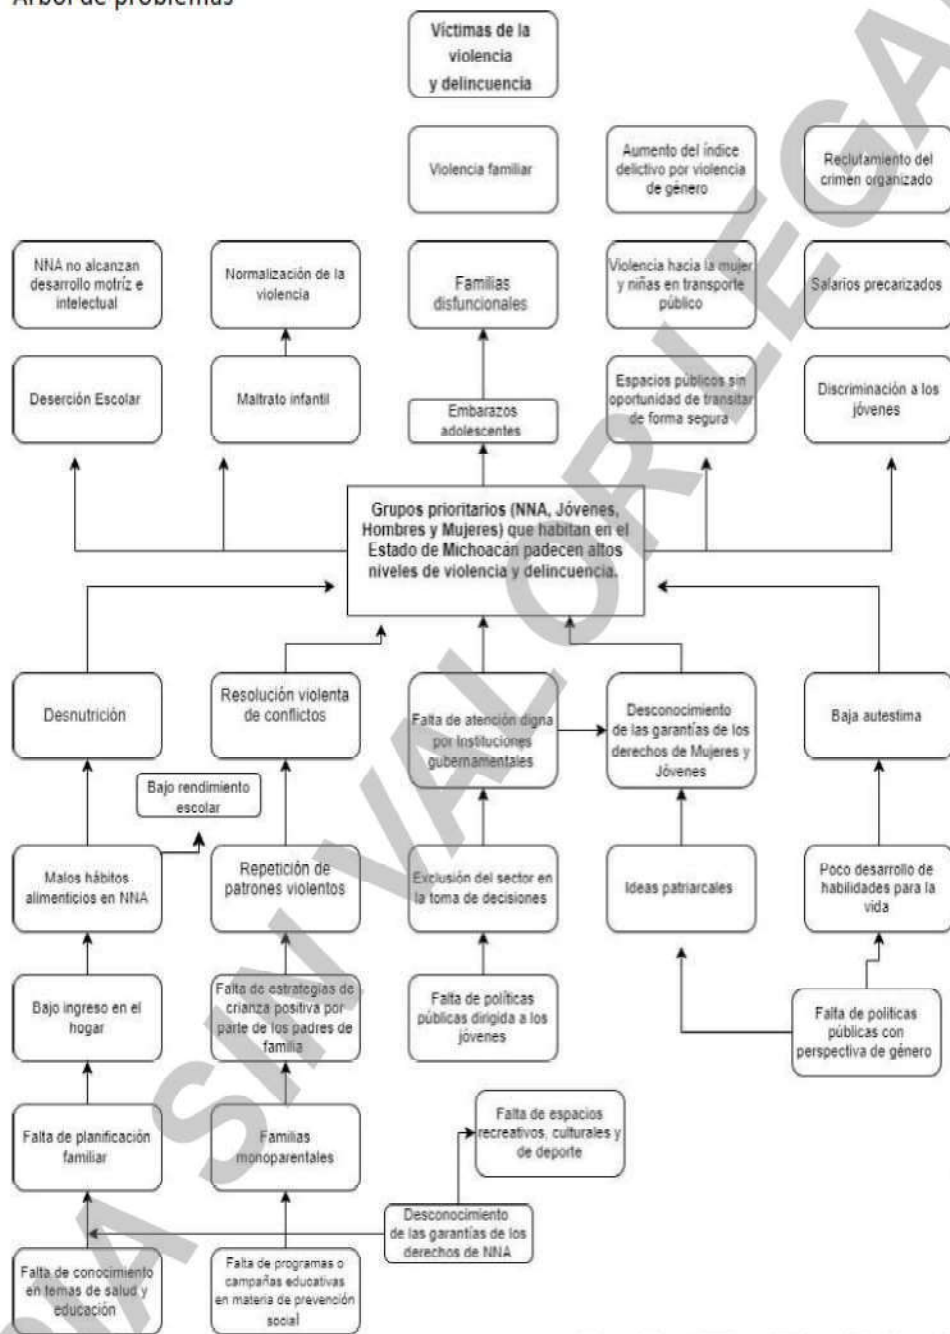 Árbol de problemas
Víctimas de la
violencia
y delincuencia
Violencia familiar
Aumento del índice
delictivo por violencia
de género
Reclutamiento del
crimen organizado
NNA no alcanzan
desarrollo motríz e
intelectual
Normalización de la
violencia
Familias
disfuncionales
Violencia hacia la mujer
y niñas en transporte
público
Salarios precarizados
Deserción Escolar
Maltrato infantil
Embarazos
adolescentes
Espacios públicos sin
oportunidad de transitar
de forma segura
Discriminación a los
jóvenes
Grupos prioritarios (NNA, Jóvenes,
Hombres y Mujeres) que habitan en el
Estado de Michoacán padecen altos
niveles de violencia y delincuencia.
Desnutrición
Resolución violenta
de conflictos
Falta de atención digna
por Instituciones
gubernamentales
Desconocimiento
de las garantías de los
derechos de Mujeres y
Jóvenes
Baja autestima
Bajo rendimiento
escolar
Malos hábitos
alimenticios en NNA
Repetición de
patrones violentos
Exclusión del sector en
la toma de decisiones
Ideas patriarcales
Poco desarrollo de
habilidades para la
vida
Bajo ingreso en el
hogar
Falta de estrategias de
crianza positiva por
parte de los padres de
familia
Falta de políticas
públicas dirigida a los
jóvenes
Falta de políticas
públicas con
perspectiva de género
Falta de planificación
familiar
Familias
monoparentales
Falta de espacios
recreativos, culturales y
de deporte
Desconocimiento
de las garantías de los
derechos de NNA
Falta de conocimiento
en temas de salud y
educación
Falta de programas o
campañas educativas
en materia de prevención
social
SIN VALOR LEGA